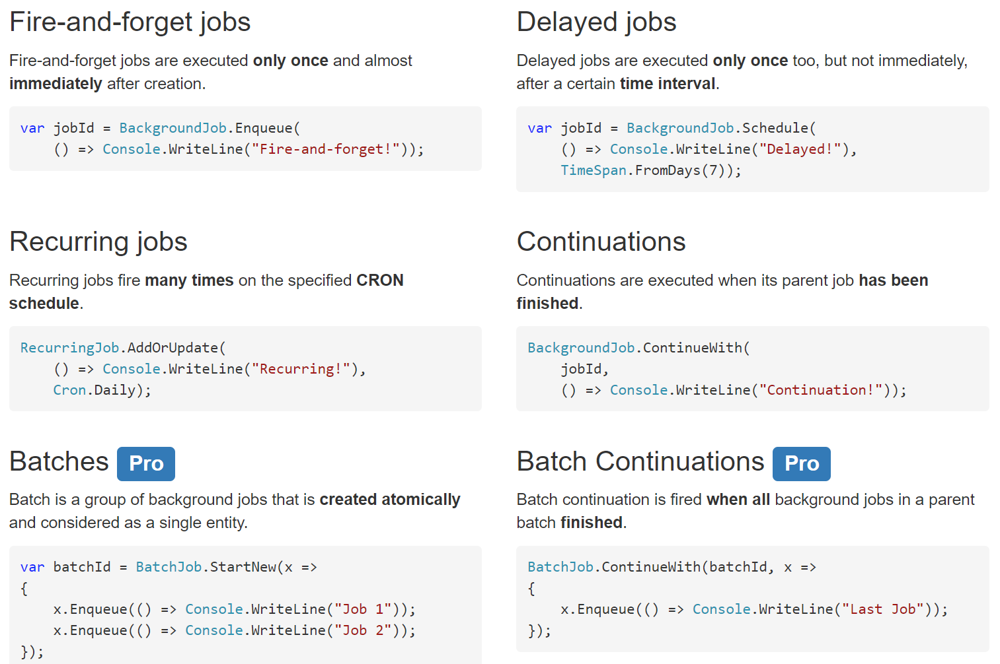 Fire-and-forget jobs
Fire-and-forget jobs are executed only once and almost
immediately after creation.
var jobId = BackgroundJob.Enqueue(
    () => Console.WriteLine("Fire-and-forget!"));
Delayed jobs
Delayed jobs are executed only once too, but not immediately,
after a certain time interval.
var jobId = BackgroundJob.Schedule(
    () => Console.WriteLine("Delayed!"),
    TimeSpan.FromDays(7));
Recurring jobs
Recurring jobs fire many times on the specified CRON
schedule.
RecurringJob.AddOrUpdate(
    () => Console.WriteLine("Recurring!"),
    Cron.Daily);
Continuations
Continuations are executed when its parent job has been
finished.
BackgroundJob.ContinueWith(
    jobId,
    () => Console.WriteLine("Continuation!"));
Batches Pro
Batch is a group of background jobs that is created atomically
and considered as a single entity.
var batchId = BatchJob.StartNew(x =>
{
    x.Enqueue(() => Console.WriteLine("Job 1"));
    x.Enqueue(() => Console.WriteLine("Job 2"));
});
Batch Continuations Pro
Batch continuation is fired when all background jobs in a parent
batch finished.
BatchJob.ContinueWith(batchId, x =>
{
    x.Enqueue(() => Console.WriteLine("Last Job"));
});